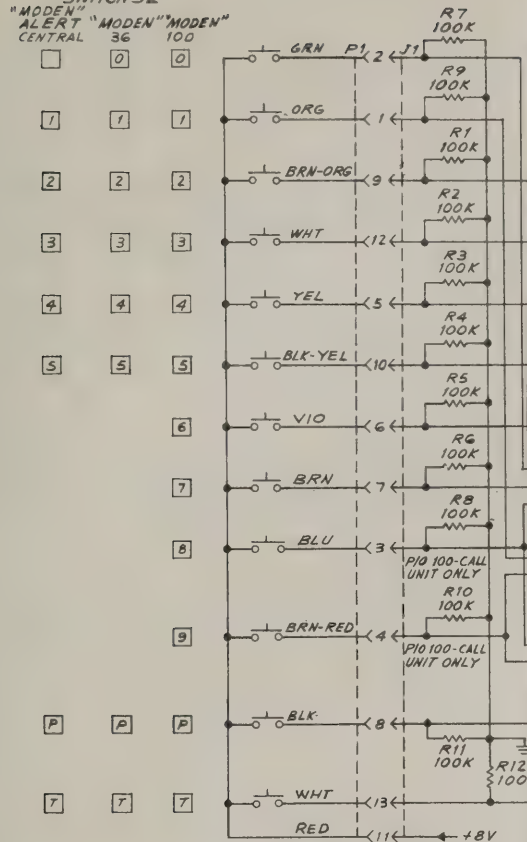 "MODEN"
ALERT "MODEN" "MODEN"
CENTRAL 36 100
GRN P1 2 J1 R7 100K
0 0
R9 100K
1 1 1 ORG 1
R1 100K
2 2 2 BRN-ORG 9
R2 100K
3 3 3 WHT 12
R3 100K
4 4 4 YEL 5
R4 100K
5 5 5 BLK-YEL 10
R5 100K
6 VIO 6
R6 100K
7 BRN 7
R8 100K
8 BLU 3
P/O 100-CALL
UNIT ONLY
R10 100K
9 BRN-RED 4
P/O 100-CALL
UNIT ONLY
P P P BLK 8
R11 100K
R12
100
T T T WHT 13
RED 11 +8V